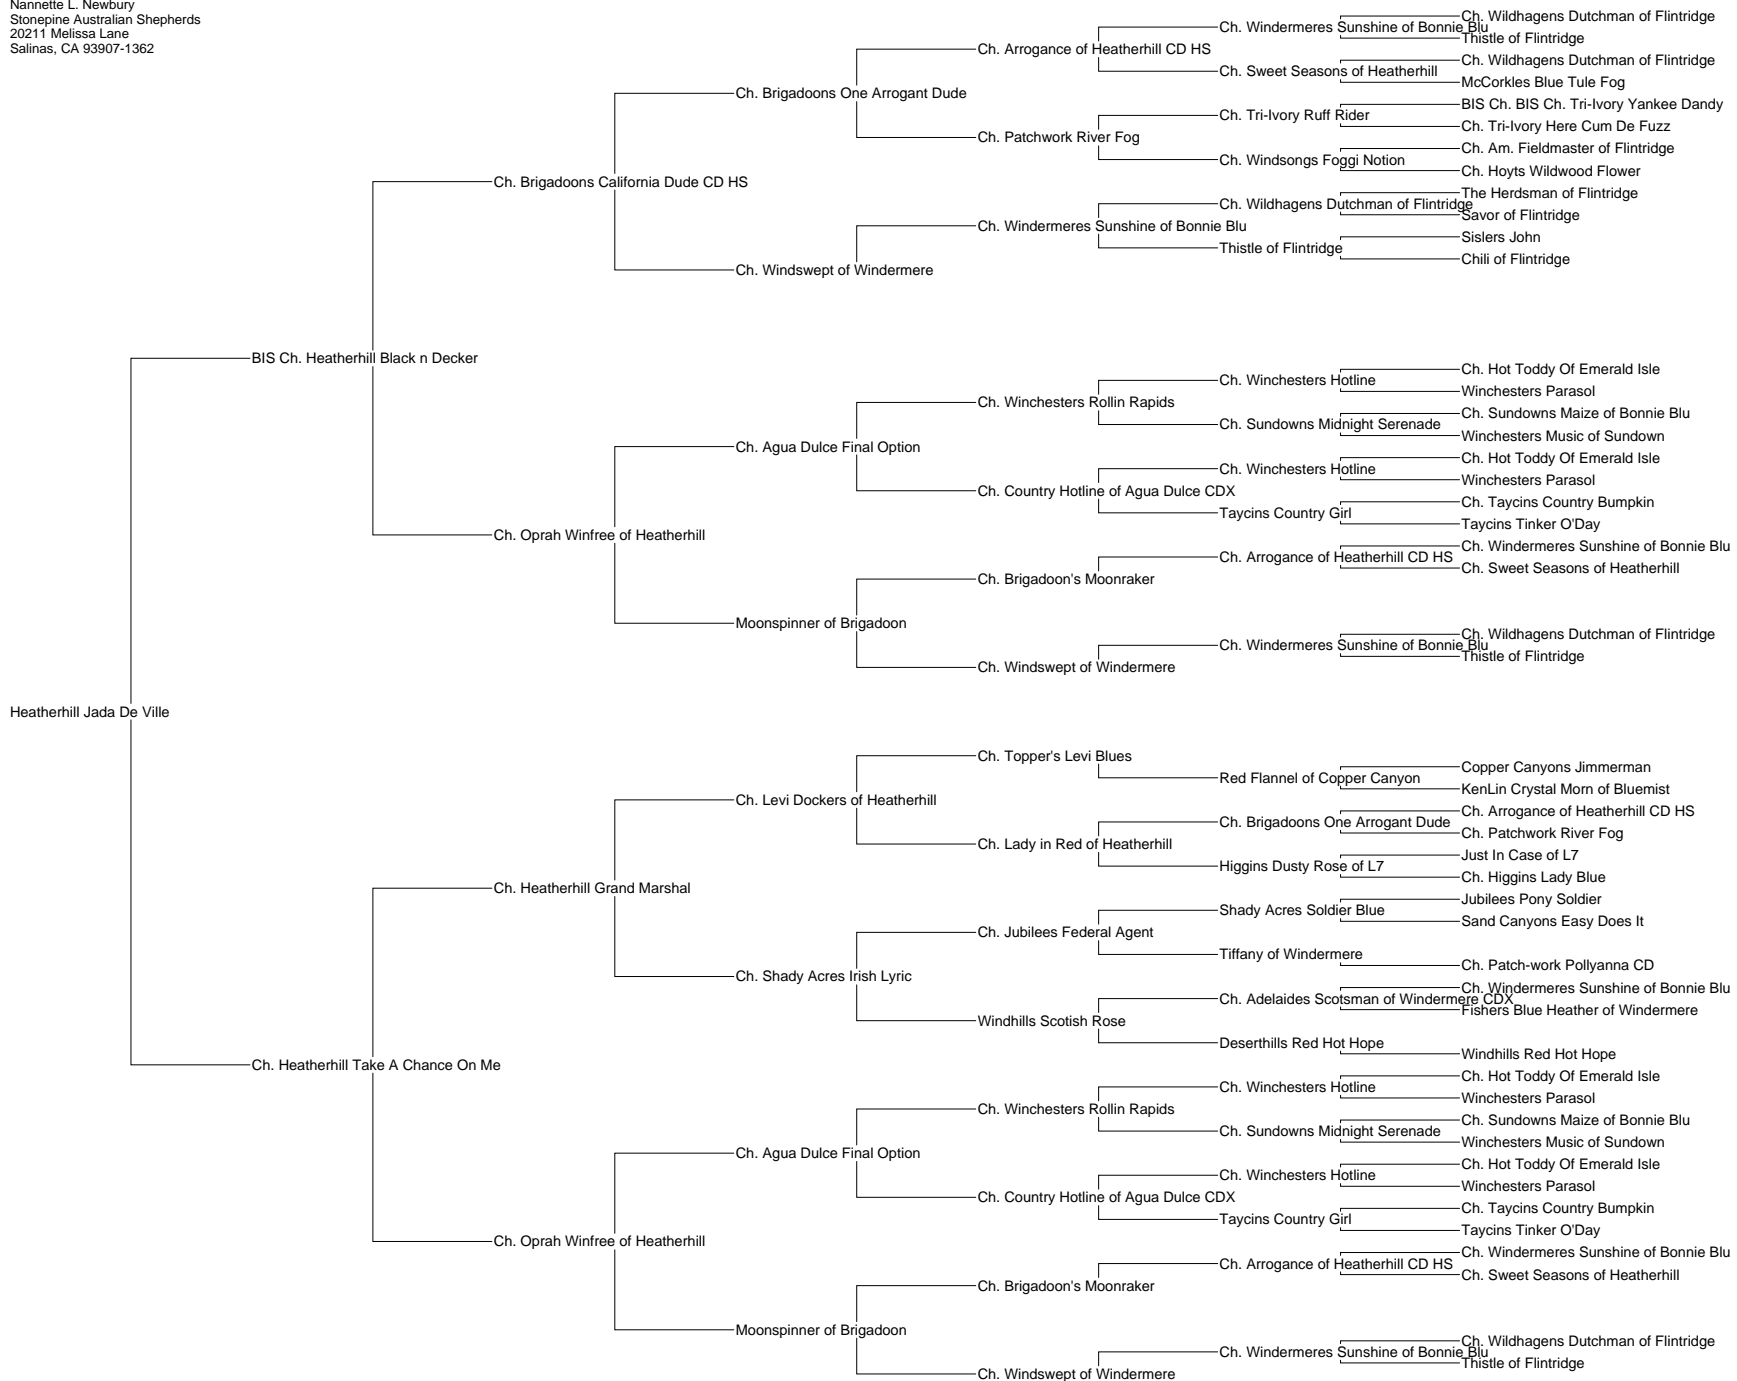 Nannette L. Newbury
Stonepine Australian Shepherds
20211 Melissa Lane
Salinas, CA 93907-1362
Ch. Wildhagens Dutchman of Flintridge
Ch. Windermeres Sunshine of Bonnie Blu
Thistle of Flintridge
Ch. Arrogance of Heatherhill CD HS
Ch. Wildhagens Dutchman of Flintridge
Ch. Sweet Seasons of Heatherhill
McCorkles Blue Tule Fog
Ch. Brigadoons One Arrogant Dude
BIS Ch. BIS Ch. Tri-Ivory Yankee Dandy
Ch. Tri-Ivory Ruff Rider
Ch. Tri-Ivory Here Cum De Fuzz
Ch. Patchwork River Fog
Ch. Am. Fieldmaster of Flintridge
Ch. Windsongs Foggi Notion
Ch. Hoyts Wildwood Flower
Ch. Brigadoons California Dude CD HS
The Herdsman of Flintridge
Ch. Wildhagens Dutchman of Flintridge
Savor of Flintridge
Ch. Windermeres Sunshine of Bonnie Blu
Sislers John
Thistle of Flintridge
Chili of Flintridge
Ch. Windswept of Windermere
BIS Ch. Heatherhill Black n Decker
Ch. Hot Toddy Of Emerald Isle
Ch. Winchesters Hotline
Winchesters Parasol
Ch. Winchesters Rollin Rapids
Ch. Sundowns Maize of Bonnie Blu
Ch. Sundowns Midnight Serenade
Winchesters Music of Sundown
Ch. Agua Dulce Final Option
Ch. Hot Toddy Of Emerald Isle
Ch. Winchesters Hotline
Winchesters Parasol
Ch. Country Hotline of Agua Dulce CDX
Ch. Taycins Country Bumpkin
Taycins Country Girl
Taycins Tinker O'Day
Ch. Oprah Winfree of Heatherhill
Ch. Windermeres Sunshine of Bonnie Blu
Ch. Arrogance of Heatherhill CD HS
Ch. Sweet Seasons of Heatherhill
Ch. Brigadoon's Moonraker
Moonspinner of Brigadoon
Ch. Wildhagens Dutchman of Flintridge
Ch. Windermeres Sunshine of Bonnie Blu
Thistle of Flintridge
Ch. Windswept of Windermere
Heatherhill Jada De Ville
Ch. Topper's Levi Blues
Copper Canyons Jimmerman
Red Flannel of Copper Canyon
KenLin Crystal Morn of Bluemist
Ch. Levi Dockers of Heatherhill
Ch. Arrogance of Heatherhill CD HS
Ch. Brigadoons One Arrogant Dude
Ch. Patchwork River Fog
Ch. Lady in Red of Heatherhill
Just In Case of L7
Higgins Dusty Rose of L7
Ch. Higgins Lady Blue
Ch. Heatherhill Grand Marshal
Jubilees Pony Soldier
Shady Acres Soldier Blue
Sand Canyons Easy Does It
Ch. Jubilees Federal Agent
Tiffany of Windermere
Ch. Patch-work Pollyanna CD
Ch. Shady Acres Irish Lyric
Ch. Windermeres Sunshine of Bonnie Blu
Ch. Adelaides Scotsman of Windermere CDX
Fishers Blue Heather of Windermere
Windhills Scotish Rose
Deserthills Red Hot Hope
Windhills Red Hot Hope
Ch. Heatherhill Take A Chance On Me
Ch. Hot Toddy Of Emerald Isle
Ch. Winchesters Hotline
Winchesters Parasol
Ch. Winchesters Rollin Rapids
Ch. Sundowns Maize of Bonnie Blu
Ch. Sundowns Midnight Serenade
Winchesters Music of Sundown
Ch. Agua Dulce Final Option
Ch. Hot Toddy Of Emerald Isle
Ch. Winchesters Hotline
Winchesters Parasol
Ch. Country Hotline of Agua Dulce CDX
Ch. Taycins Country Bumpkin
Taycins Country Girl
Taycins Tinker O'Day
Ch. Oprah Winfree of Heatherhill
Ch. Windermeres Sunshine of Bonnie Blu
Ch. Arrogance of Heatherhill CD HS
Ch. Sweet Seasons of Heatherhill
Ch. Brigadoon's Moonraker
Moonspinner of Brigadoon
Ch. Wildhagens Dutchman of Flintridge
Ch. Windermeres Sunshine of Bonnie Blu
Thistle of Flintridge
Ch. Windswept of Windermere